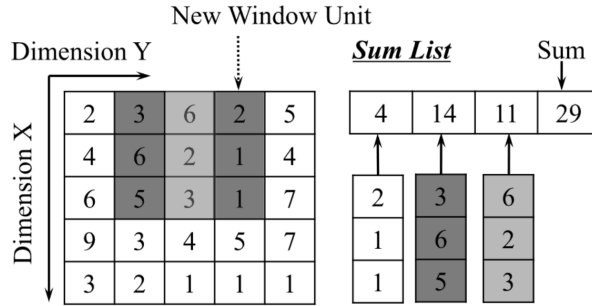 New Window Unit
Dimension Y
Sum List
Sum
Dimension X
2 3 6 2 5
4 6 2 1 4
6 5 3 1 7
9 3 4 5 7
3 2 1 1 1
4 14 11 29
2 3 6
1 6 2
1 5 3